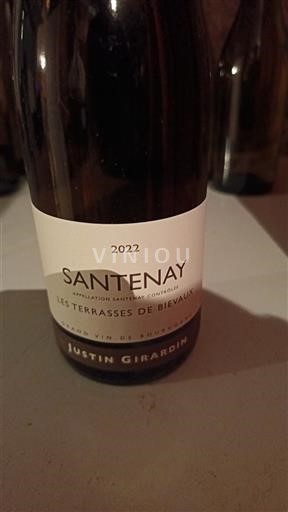 2022
VINIOU
SANTENAY
APPELLATION SANTENAY CONTRÔLÉE
LES TERRASSES DE BIEVAUX
GRAND VIN DE BOURGOGNE
JUSTIN GIRARDIN